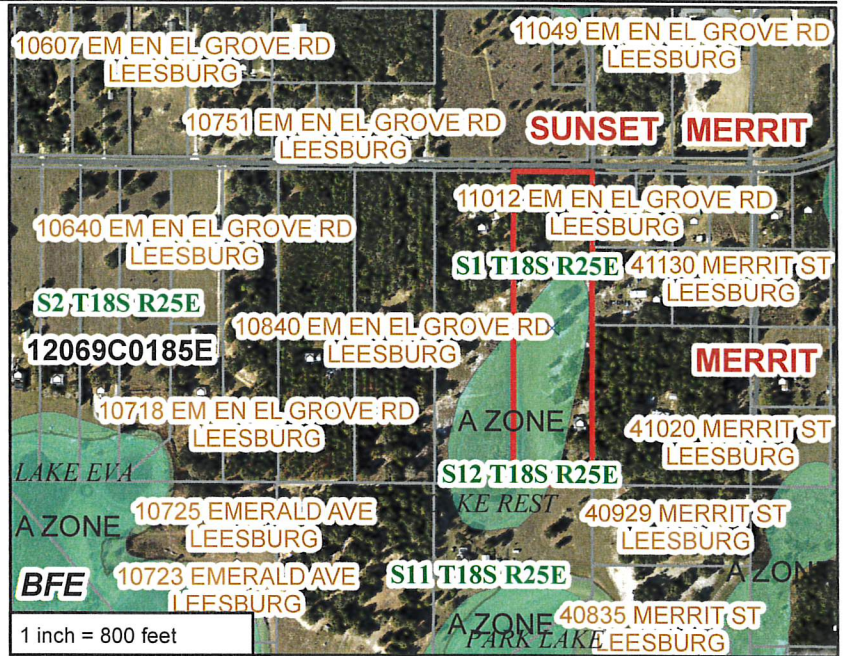 10607 EM EN EL GROVE RD
LEESBURG
11049 EM EN EL GROVE RD
LEESBURG
10751 EM EN EL GROVE RD
LEESBURG
SUNSET
MERRIT
11012 EM EN EL GROVE RD
LEESBURG
10640 EM EN EL GROVE RD
LEESBURG
S1 T18S R25E
41130 MERRIT ST
LEESBURG
S2 T18S R25E
10840 EM EN EL GROVE RD
LEESBURG
12069C0185E
MERRIT
10718 EM EN EL GROVE RD
LEESBURG
A ZONE
41020 MERRIT ST
LEESBURG
LAKE EVA
S12 T18S R25E
KE REST
10725 EMERALD AVE
LEESBURG
40929 MERRIT ST
LEESBURG
A ZONE
10723 EMERALD AVE
LEESBURG
S11 T18S R25E
A ZON
BFE
40835 MERRIT ST
LEESBURG
A ZONE
PARK LAKE
1 inch = 800 feet